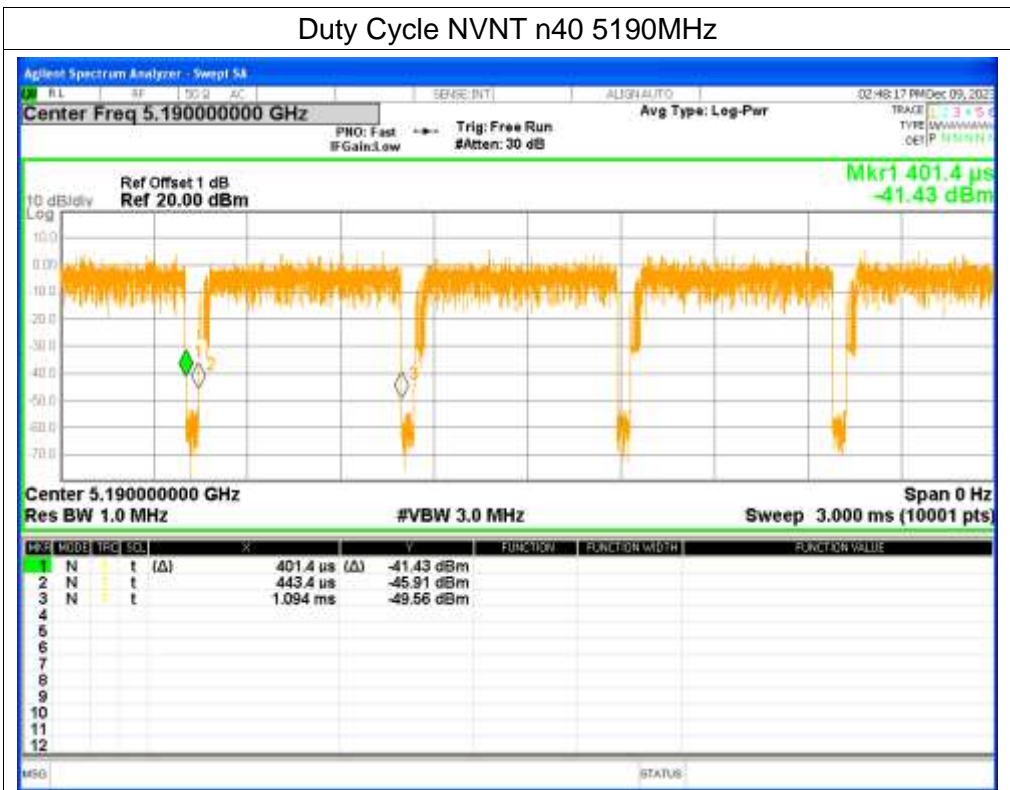 Duty Cycle NVNT n40 5190MHz
Agilent Spectrum Analyzer - Swept SA
RL RF 50 Ω AC SENSE:INT ALIGN AUTO 02:48:17 PM Dec 09, 2023
Center Freq 5.190000000 GHz Avg Type: Log-Pwr TRACE 1 2 3 4 5 6
PNO: Fast Trig: Free Run TYPE
IFGain:Low #Atten: 30 dB DET P N N N N N
Mkr1 401.4 µs
Ref Offset 1 dB -41.43 dBm
10 dB/div Ref 20.00 dBm
Log
10.0
0.00
-10.0
-20.0
-30.0
-40.0
-50.0
-60.0
-70.0
1
2
3
Center 5.190000000 GHz Span 0 Hz
Res BW 1.0 MHz #VBW 3.0 MHz Sweep 3.000 ms (10001 pts)
MKR MODE TRC SCL X Y FUNCTION FUNCTION WIDTH FUNCTION VALUE
1 N t (Δ) 401.4 µs (Δ) -41.43 dBm
2 N t 443.4 µs -45.91 dBm
3 N t 1.094 ms -49.56 dBm
4
5
6
7
8
9
10
11
12
MSG STATUS